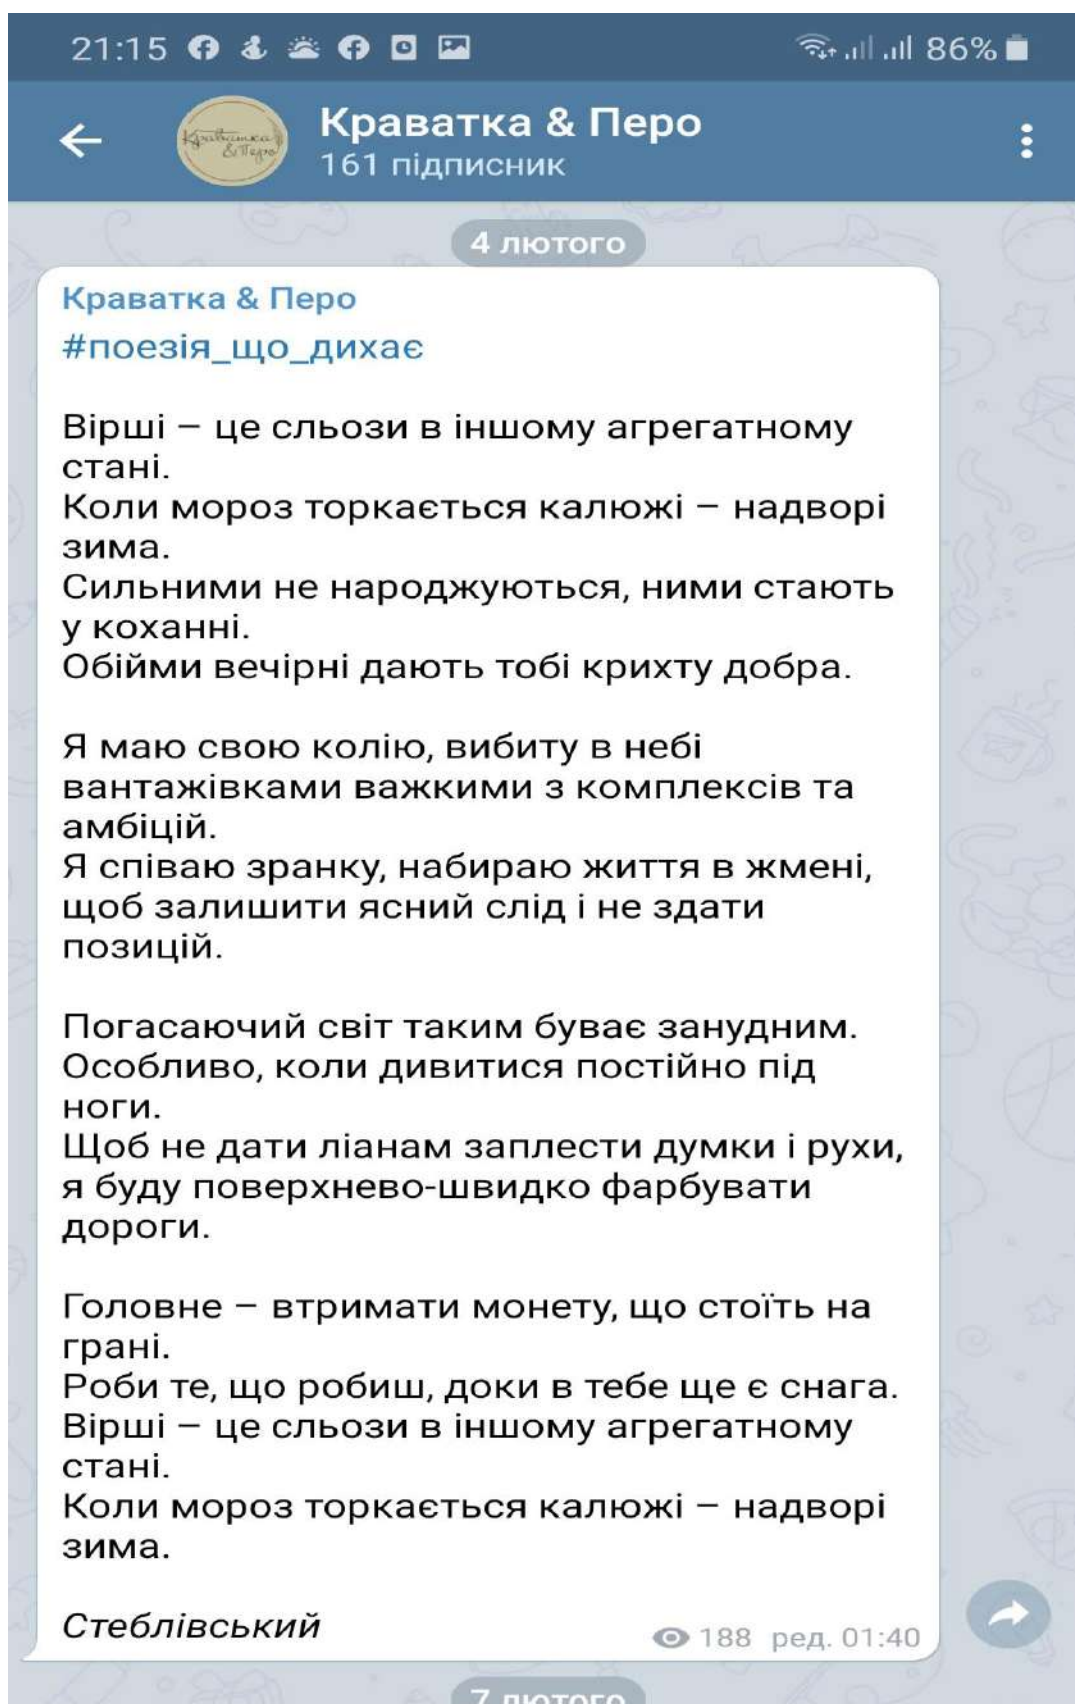 21:15
86%
Краватка & Перо
Краватка & Перо
161 підписник
4 лютого
Краватка & Перо
#поезія_що_дихає
Вірші – це сльози в іншому агрегатному
стані.
Коли мороз торкається калюжі – надворі
зима.
Сильними не народжуються, ними стають
у коханні.
Обійми вечірні дають тобі крихту добра.
Я маю свою колію, вибиту в небі
вантажівками важкими з комплексів та
амбіцій.
Я співаю зранку, набираю життя в жмені,
щоб залишити ясний слід і не здати
позицій.
Погасаючий світ таким буває занудним.
Особливо, коли дивитися постійно під
ноги.
Щоб не дати ліанам заплести думки і рухи,
я буду поверхнево-швидко фарбувати
дороги.
Головне – втримати монету, що стоїть на
грані.
Роби те, що робиш, доки в тебе ще є снага.
Вірші – це сльози в іншому агрегатному
стані.
Коли мороз торкається калюжі – надворі
зима.
Стеблівський
188 ред. 01:40
7 лютого